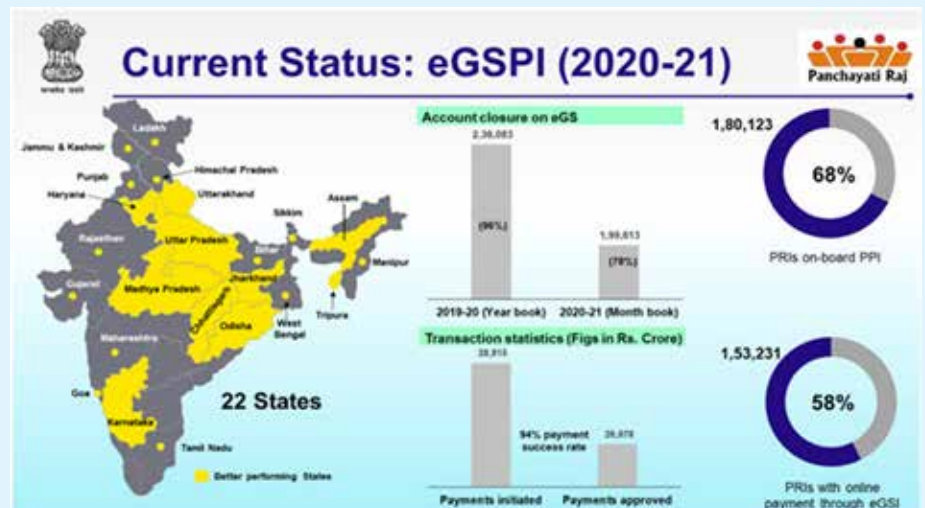 Current Status: eGSPI (2020-21)
Panchayati Raj
Ladakh
Jammu & Kashmir
Himachal Pradesh
Punjab
Uttarakhand
Haryana
Assam
Sikkim
Rajasthan
Uttar Pradesh
Bihar
Manipur
Gujarat
Jharkhand
Madhya Pradesh
Chhattisgarh
Tripura
West
Bengal
Odisha
Maharashtra
Goa
22 States
Karnataka
Tamil Nadu
Better performing States
Account closure on eGS
2,36,083
(96%)
1,99,613
(78%)
2019-20 (Year book)
2020-21 (Month book)
Transaction statistics (Figs in Rs. Crore)
94% payment
success rate
Payments initiated
Payments approved
1,80,123
68%
PRIs on-board PPI
1,53,231
58%
PRIs with online
payment through eGSI